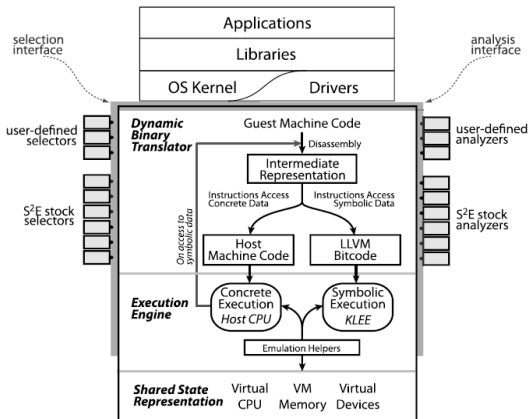 selection
interface
Applications
Libraries
OS Kernel
Drivers
analysis
interface
user-defined
selectors
S²E stock
selectors
Dynamic
Binary
Translator
Guest Machine Code
Disassembly
Intermediate
Representation
Instructions Access
Concrete Data
Instructions Access
Symbolic Data
On access to
symbolic data
Host
Machine Code
LLVM
Bitcode
user-defined
analyzers
S²E stock
analyzers
Execution
Engine
Concrete
Execution
Host CPU
Symbolic
Execution
KLEE
Emulation Helpers
Shared State
Representation
Virtual
CPU
VM
Memory
Virtual
Devices